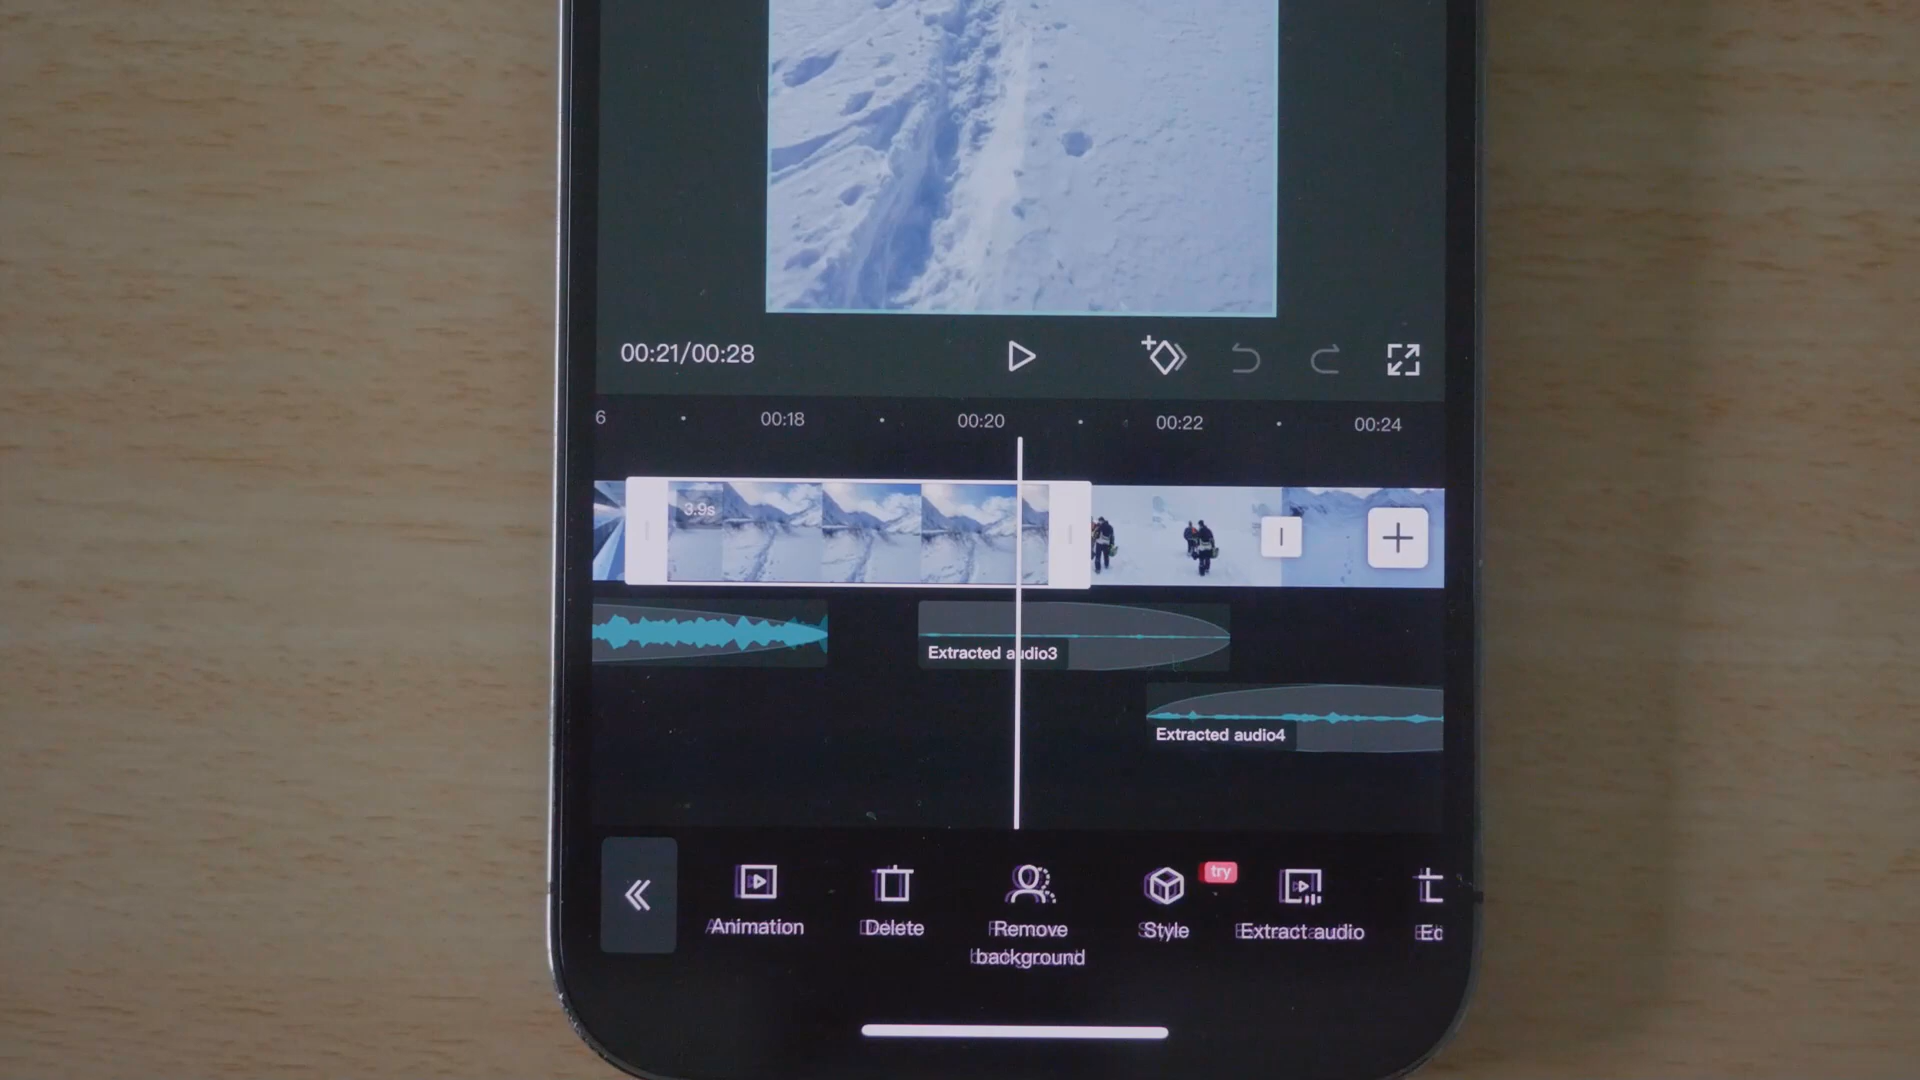 00:21/00:28
6 00:18 00:20 00:22 00:24
3.9s
Extracted audio3
Extracted audio4
try
Animation Delete Remove background Style Extract audio